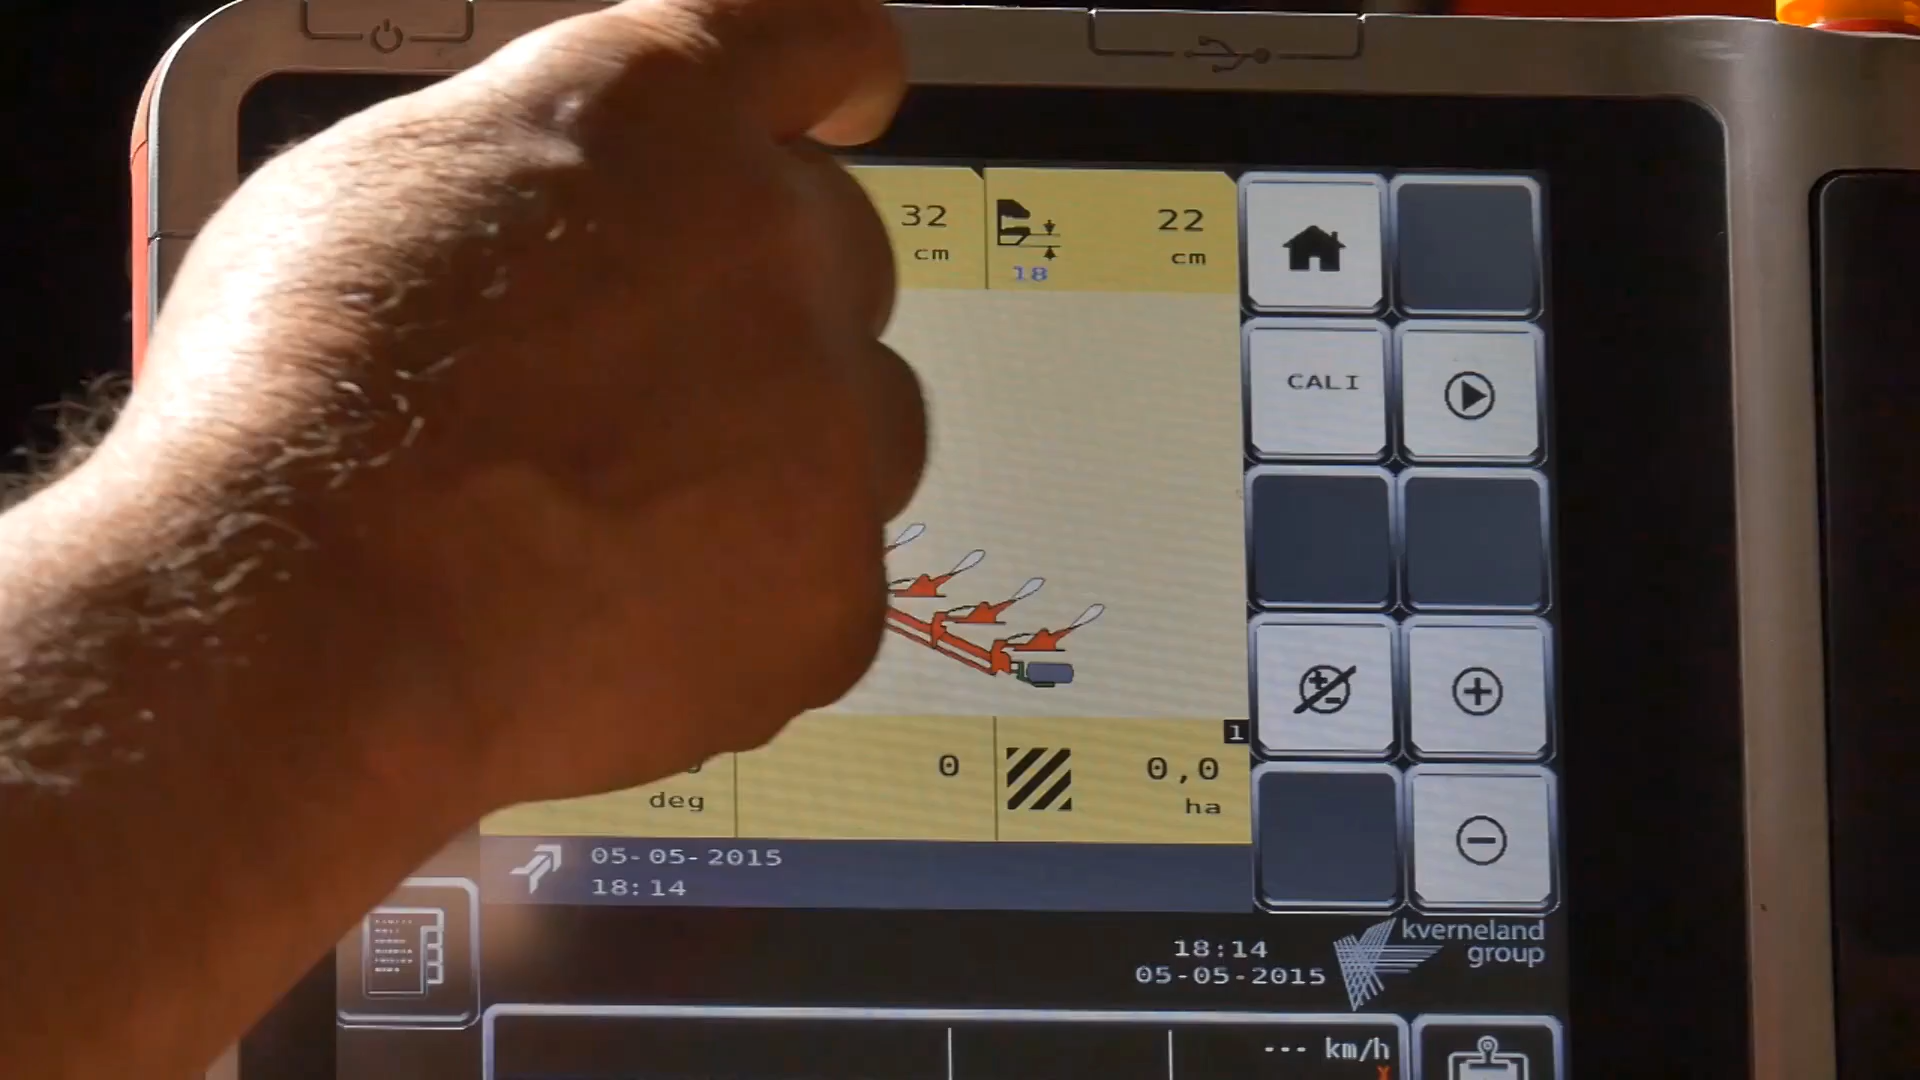 32
cm
22
cm
18
CALI
1
0
0,0
deg
ha
05-05-2015
18:14
kverneland
group
18:14
05-05-2015
--- km/h